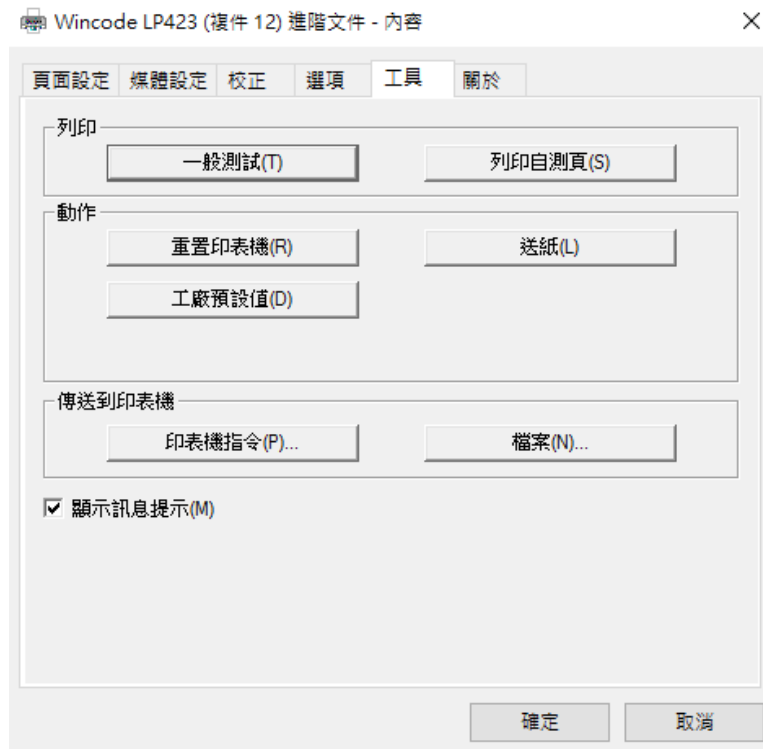 Wincode LP423 (複件 12) 進階文件 - 內容
頁面設定 媒體設定 校正 選項 工具 關於
列印
一般測試(T) 列印自測頁(S)
動作
重置印表機(R) 送紙(L)
工廠預設值(D)
傳送到印表機
印表機指令(P)... 檔案(N)...
顯示訊息提示(M)
確定 取消